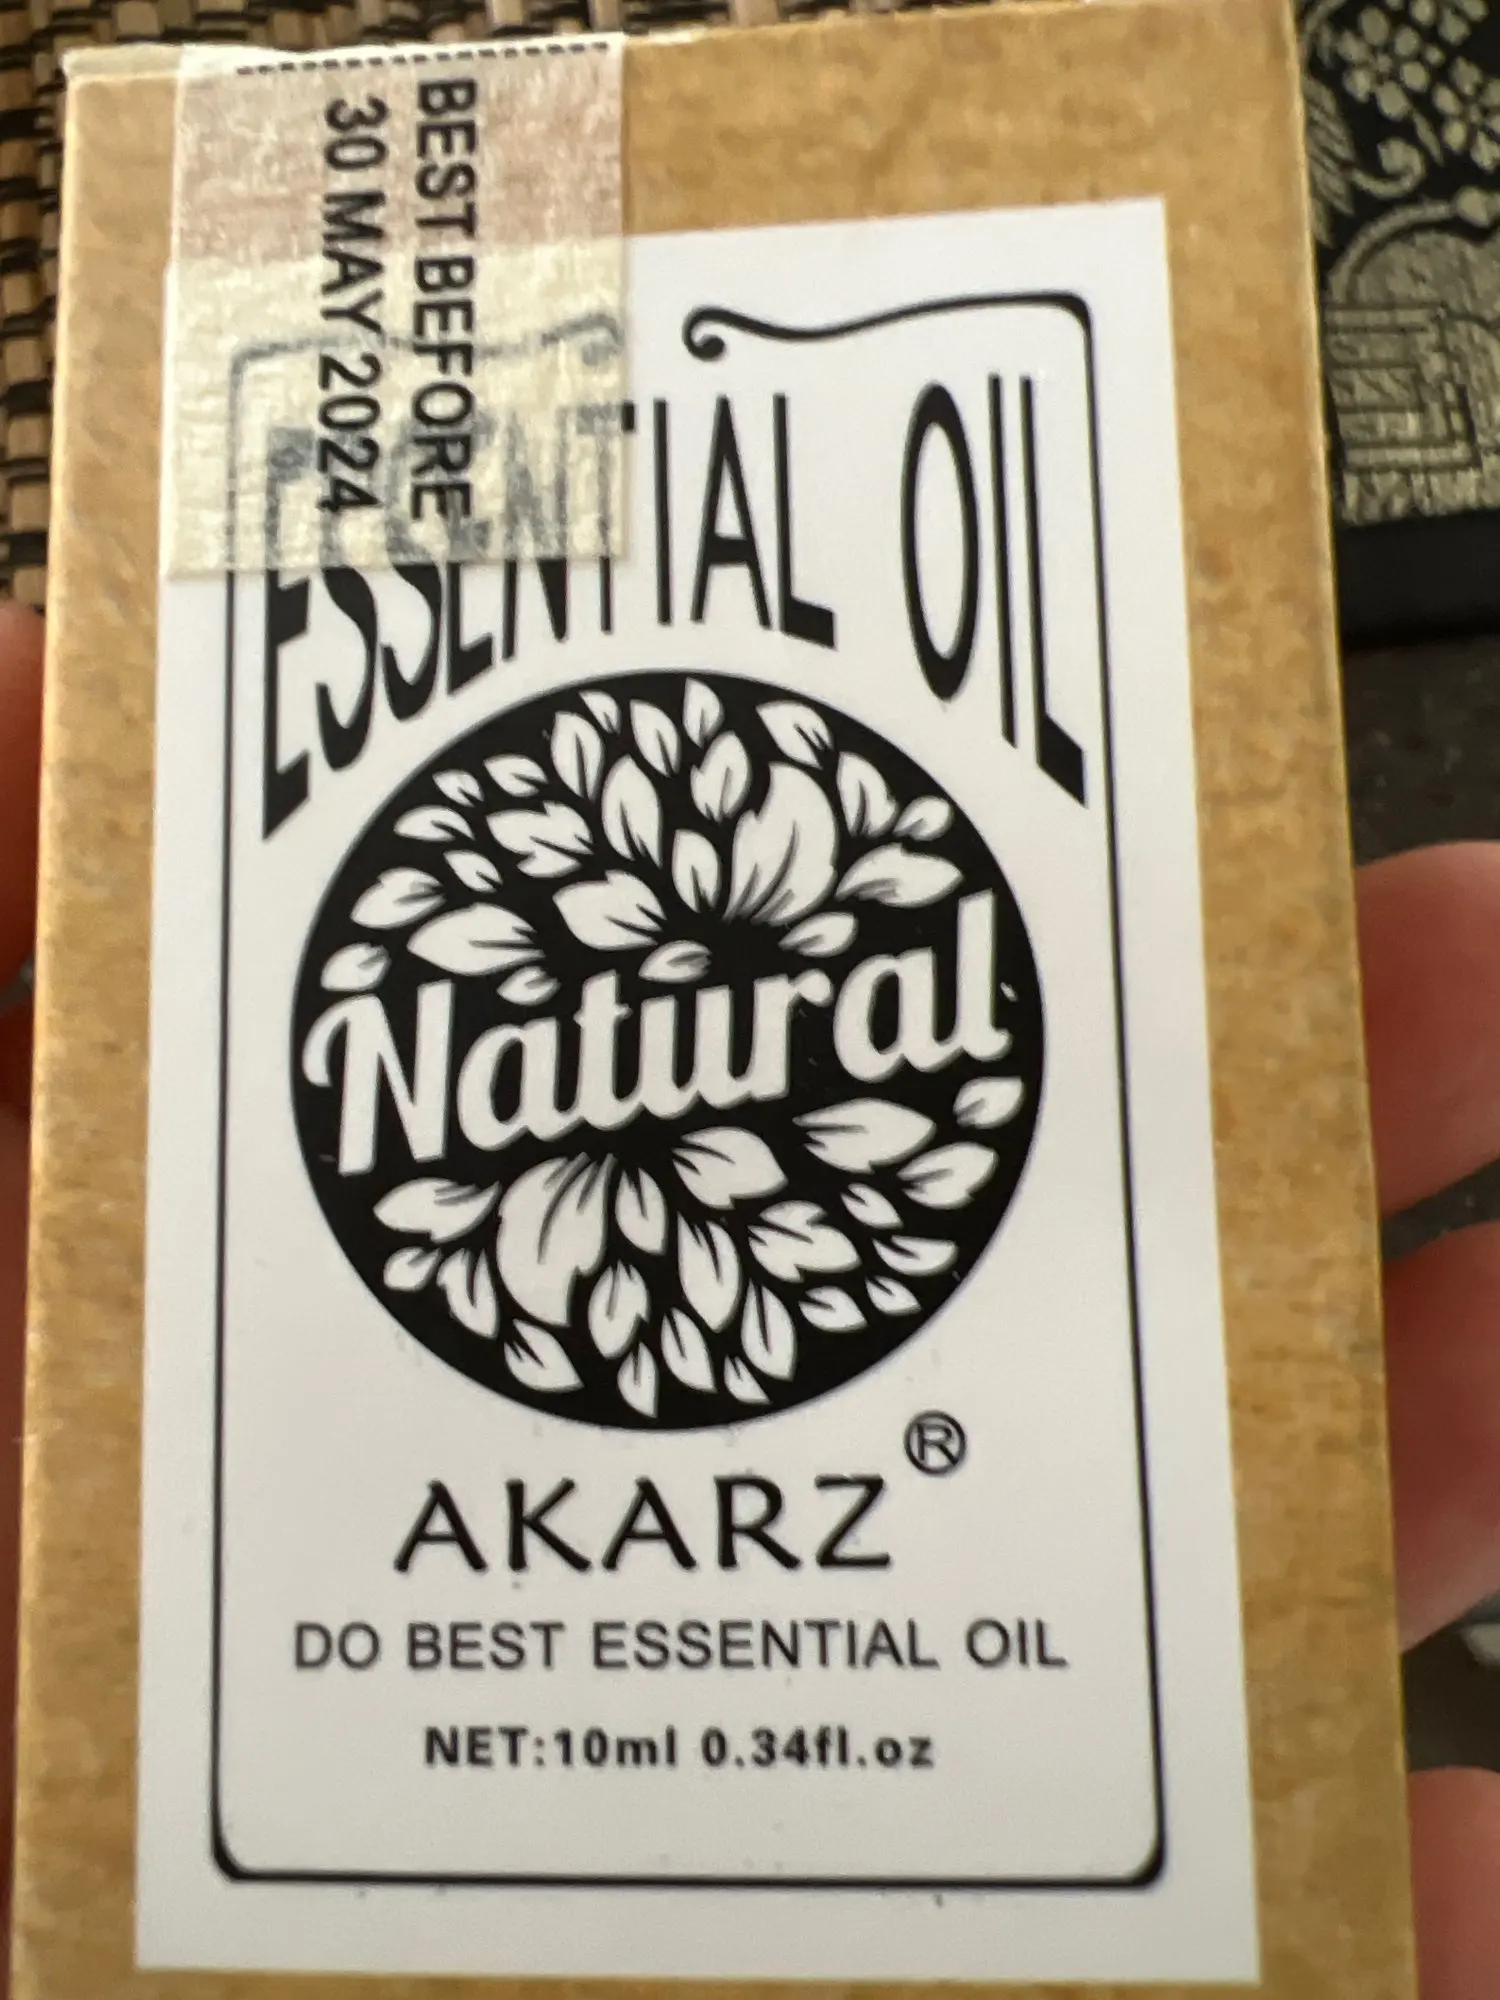 BEST BEFORE
30 MAY 2024
ESSENTIAL OIL
Natural
AKARZ®
DO BEST ESSENTIAL OIL
NET:10ml 0.34fl.oz